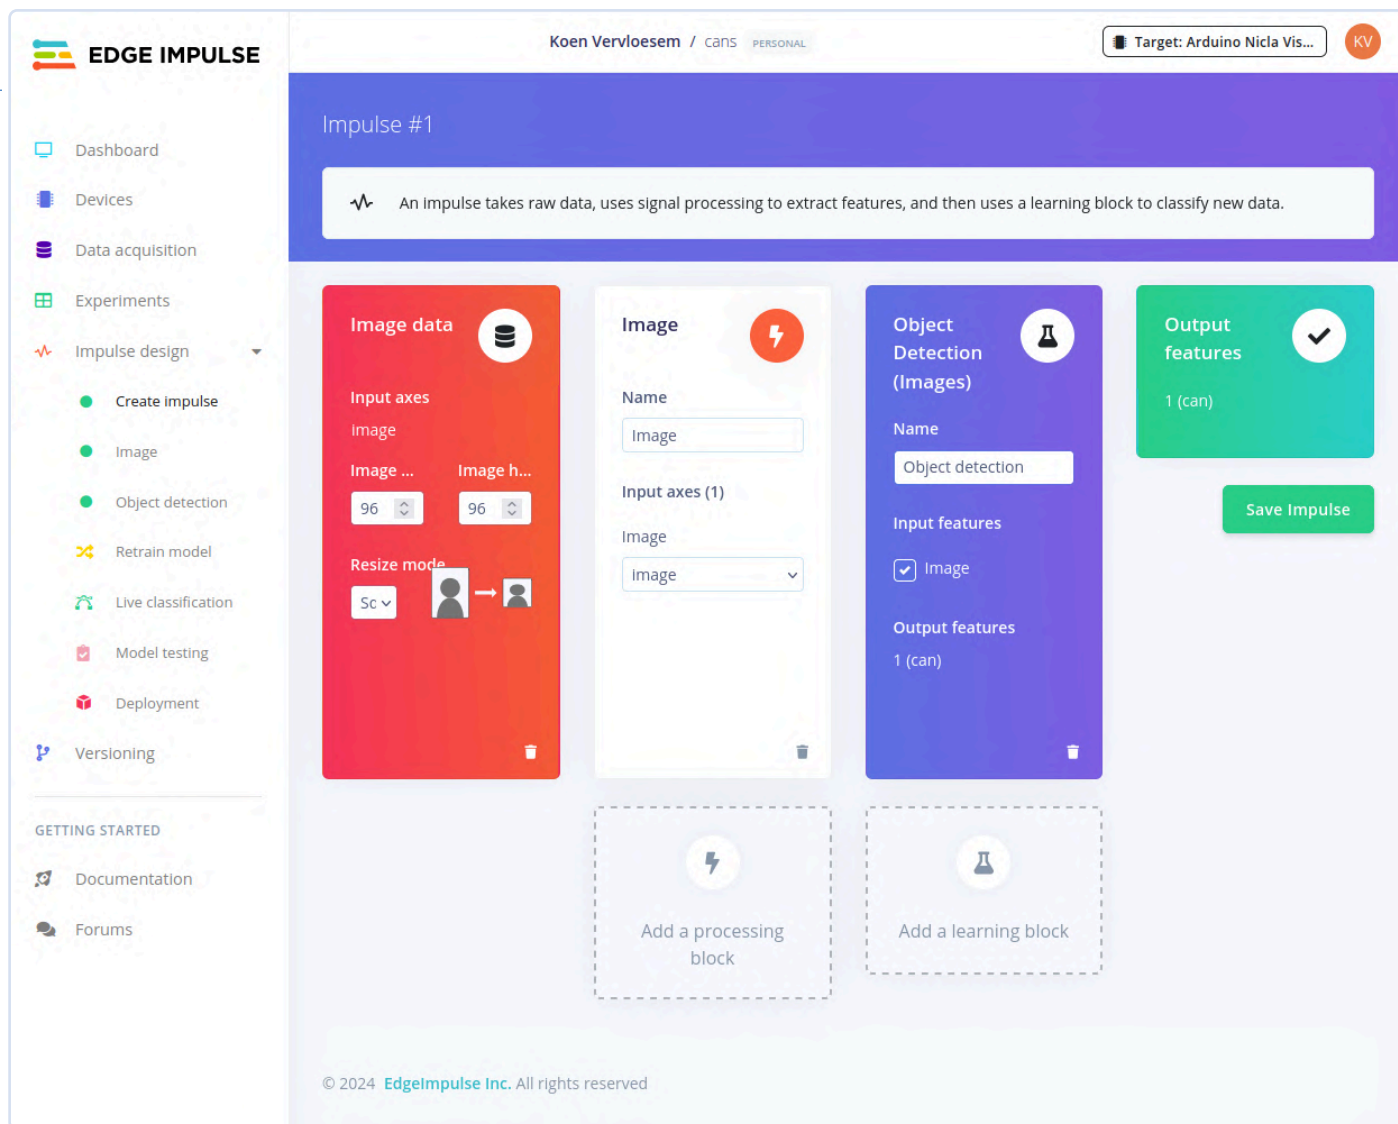 EDGE IMPULSE
Koen Vervloesem / cans PERSONAL
Target: Arduino Nicla Vis...
KV
Dashboard
Devices
Data acquisition
Experiments
Impulse design
Create impulse
Image
Object detection
Retrain model
Live classification
Model testing
Deployment
Versioning
GETTING STARTED
Documentation
Forums
Impulse #1
An impulse takes raw data, uses signal processing to extract features, and then uses a learning block to classify new data.
Image data
Input axes
image
Image ...
Image h...
96
96
Resize mode
Sc
Image
Name
Image
Input axes (1)
Image
image
Object
Detection
(Images)
Name
Object detection
Input features
Image
Output features
1 (can)
Output
features
1 (can)
Save Impulse
Add a processing
block
Add a learning block
© 2024 EdgeImpulse Inc. All rights reserved